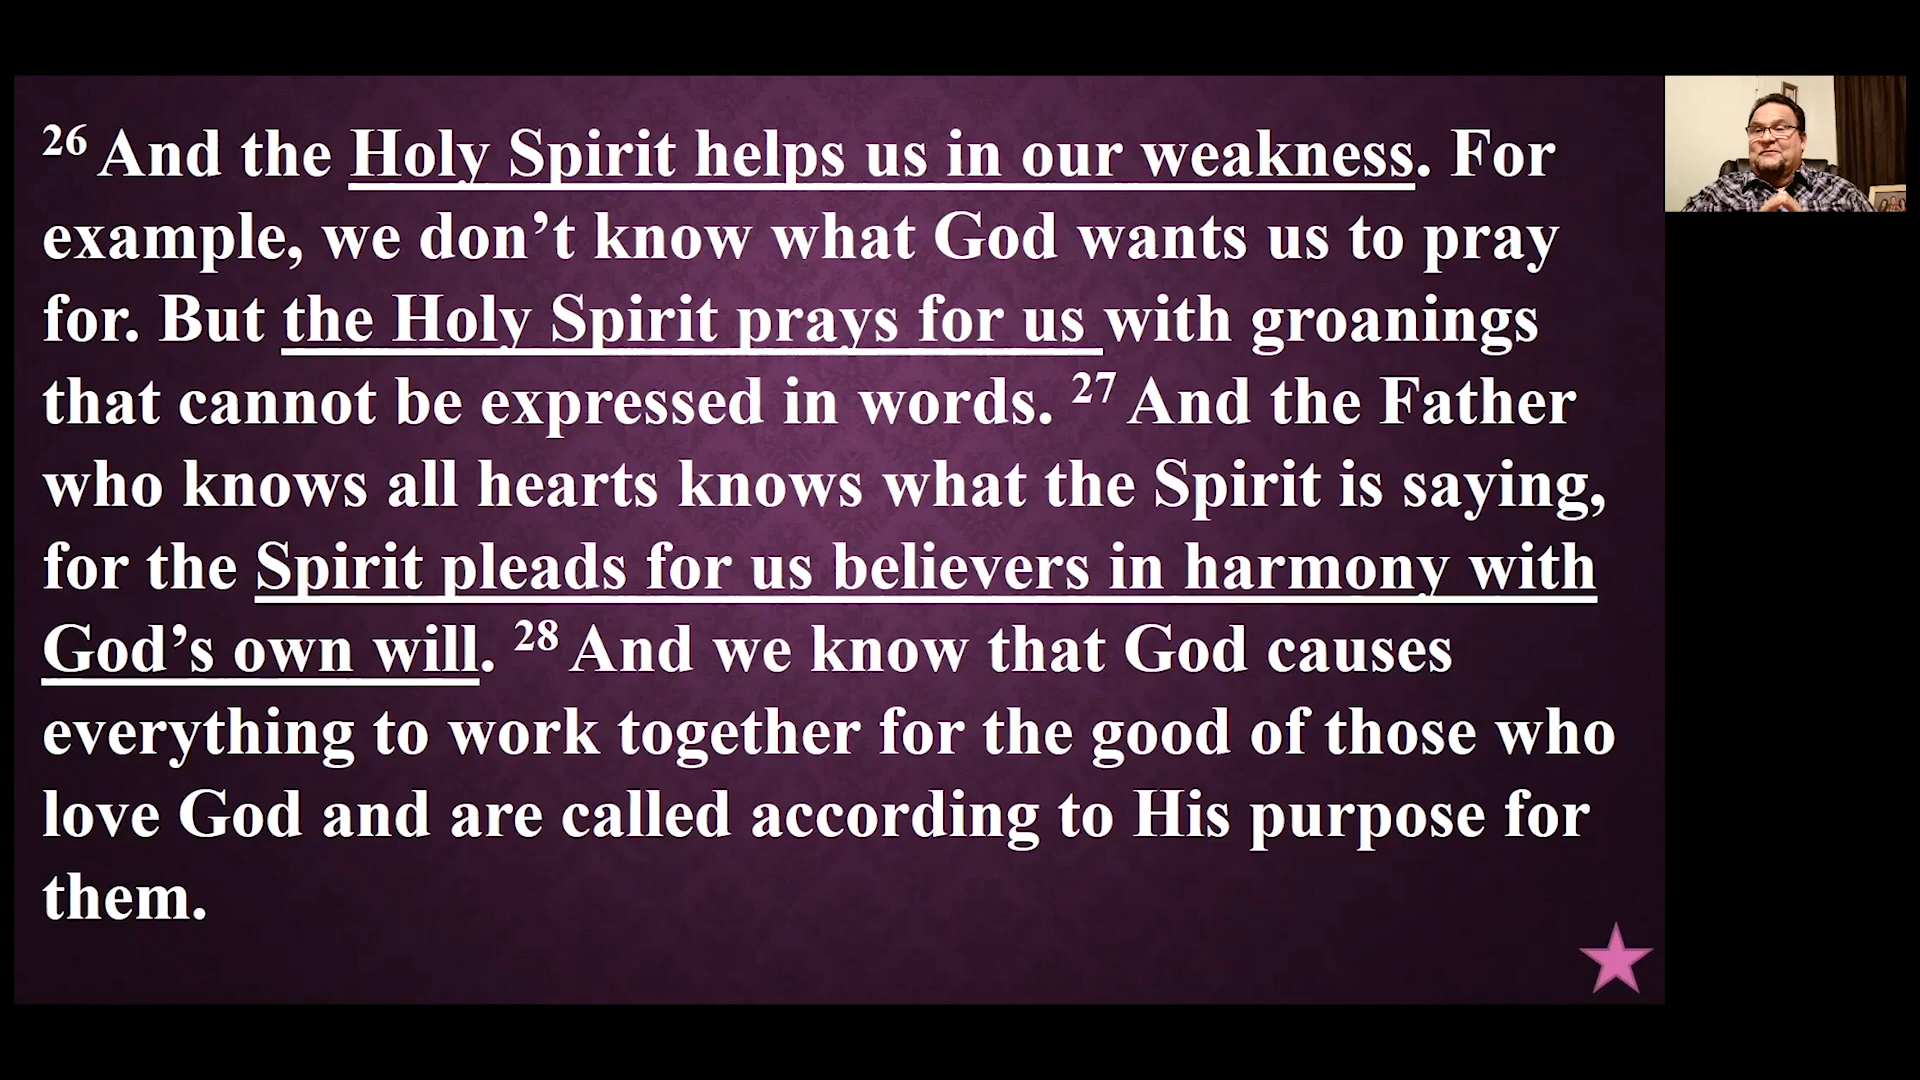 26 And the Holy Spirit helps us in our weakness. For
example, we don’t know what God wants us to pray
for. But the Holy Spirit prays for us with groanings
that cannot be expressed in words. 27 And the Father
who knows all hearts knows what the Spirit is saying,
for the Spirit pleads for us believers in harmony with
God’s own will. 28 And we know that God causes
everything to work together for the good of those who
love God and are called according to His purpose for
them.